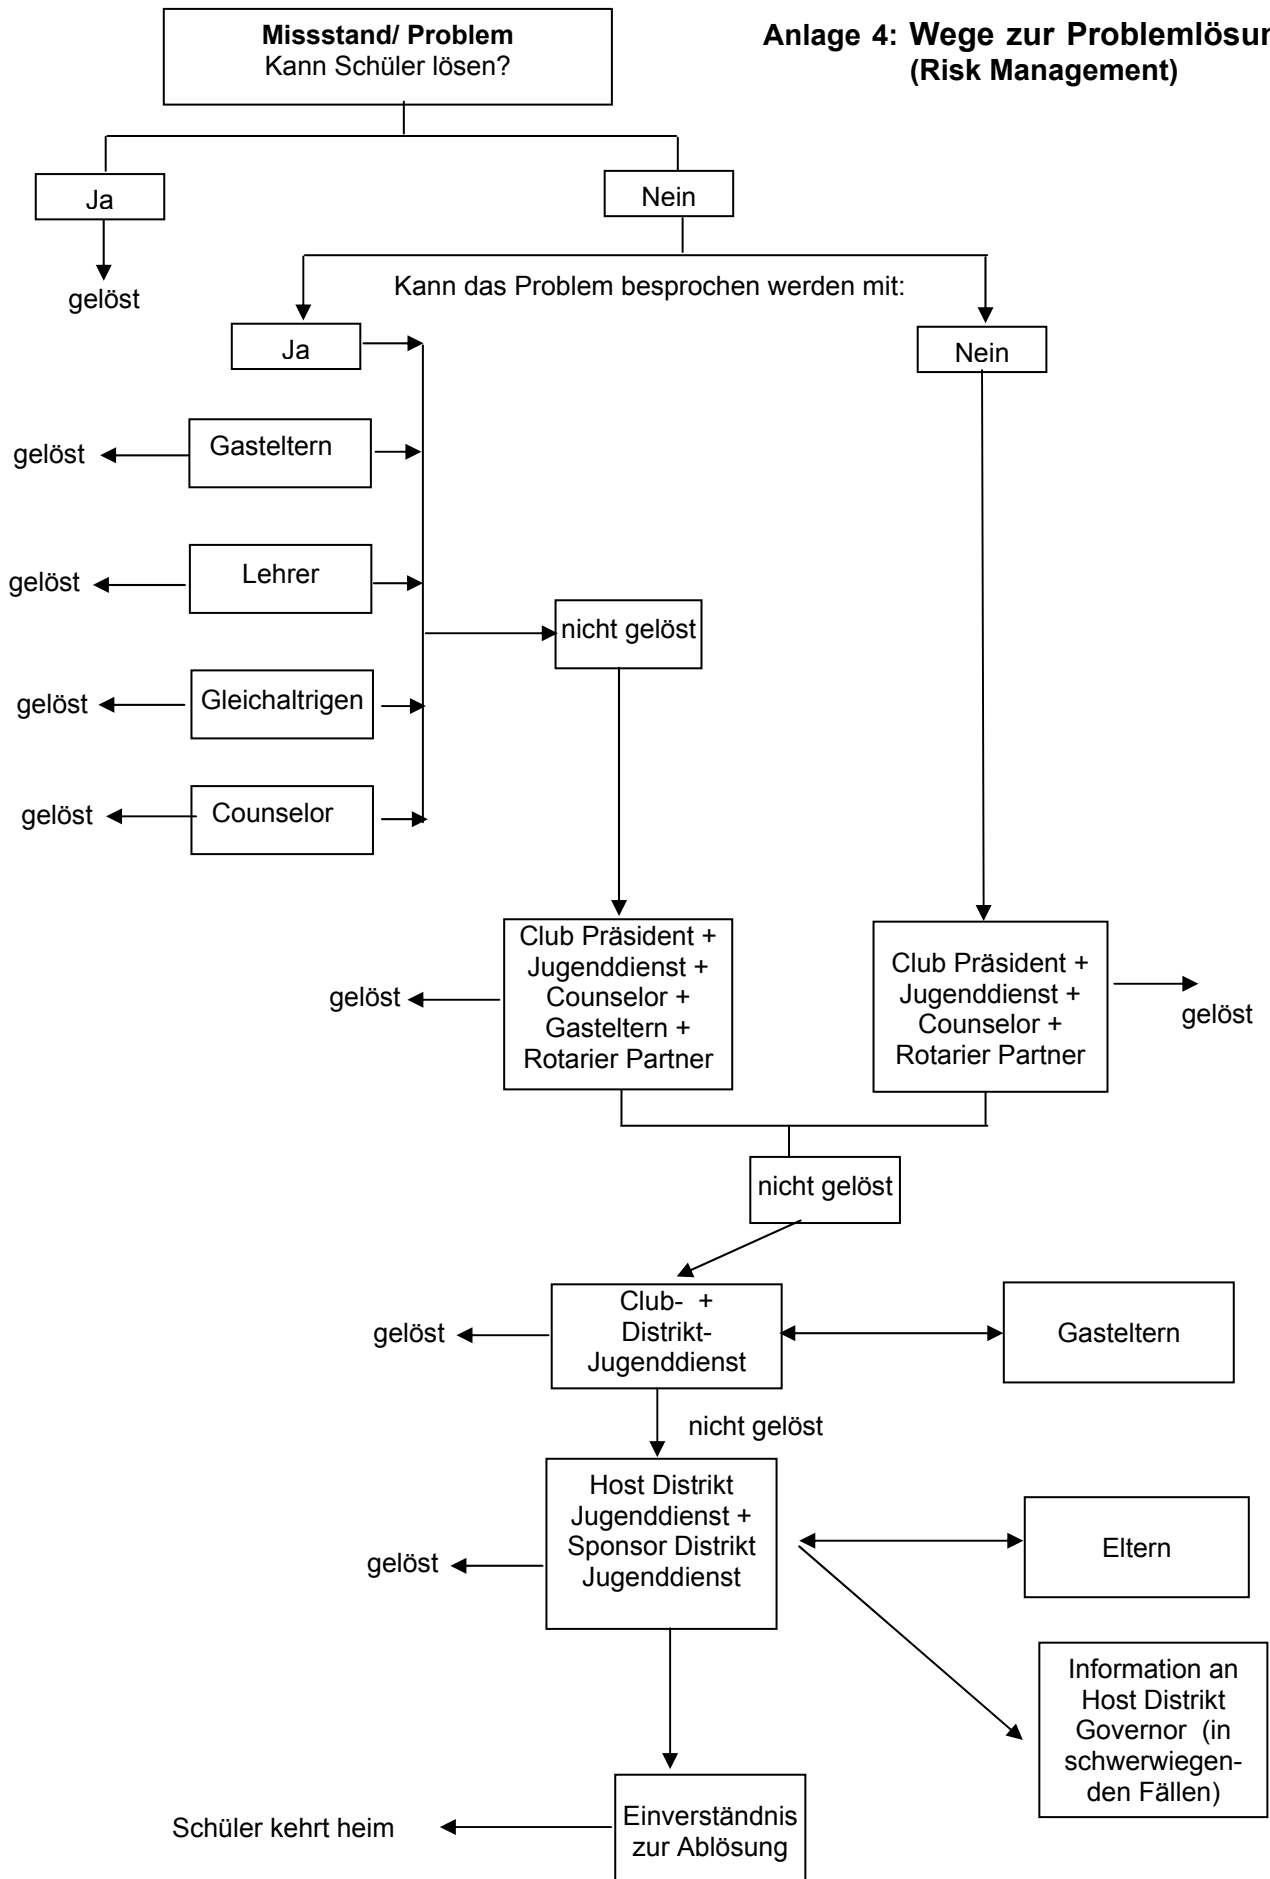 Missstand/ Problem
Kann Schüler lösen?
Anlage 4: Wege zur Problemlösun
(Risk Management)
Ja
Nein
gelöst
Kann das Problem besprochen werden mit:
Ja
Nein
gelöst
Gasteltern
gelöst
Lehrer
nicht gelöst
gelöst
Gleichaltrigen
gelöst
Counselor
gelöst
Club Präsident +
Jugenddienst +
Counselor +
Gasteltern +
Rotarier Partner
Club Präsident +
Jugenddienst +
Counselor +
Rotarier Partner
gelöst
nicht gelöst
gelöst
Club- +
Distrikt-
Jugenddienst
Gasteltern
nicht gelöst
gelöst
Host Distrikt
Jugenddienst +
Sponsor Distrikt
Jugenddienst
Eltern
Information an
Host Distrikt
Governor (in
schwerwiegen-
den Fällen)
Schüler kehrt heim
Einverständnis
zur Ablösung